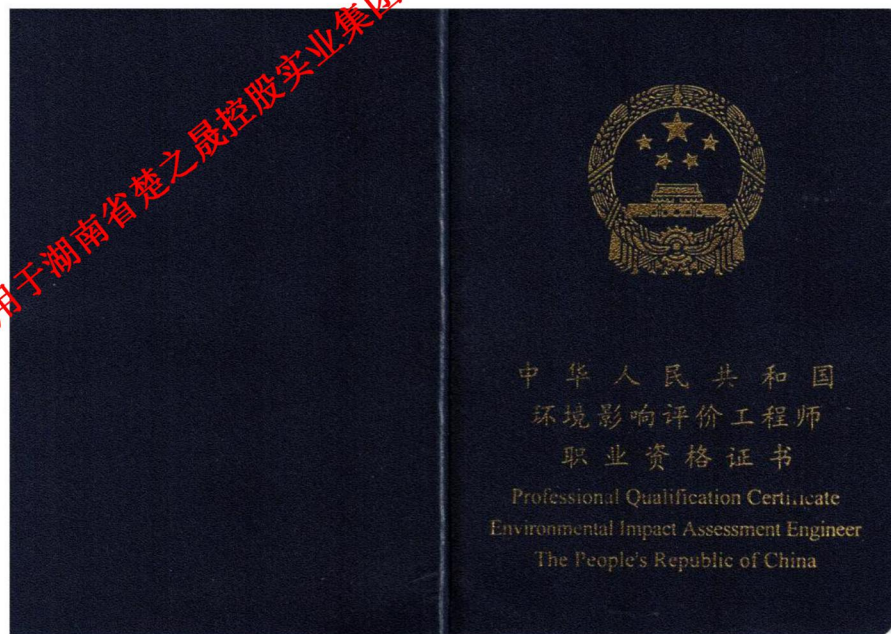 用于湖南省楚之晟控股实业集团
中华人民共和国
环境影响评价工程师
职业资格证书
Professional Qualification Certificate
Environmental Impact Assessment Engineer
The People's Republic of China